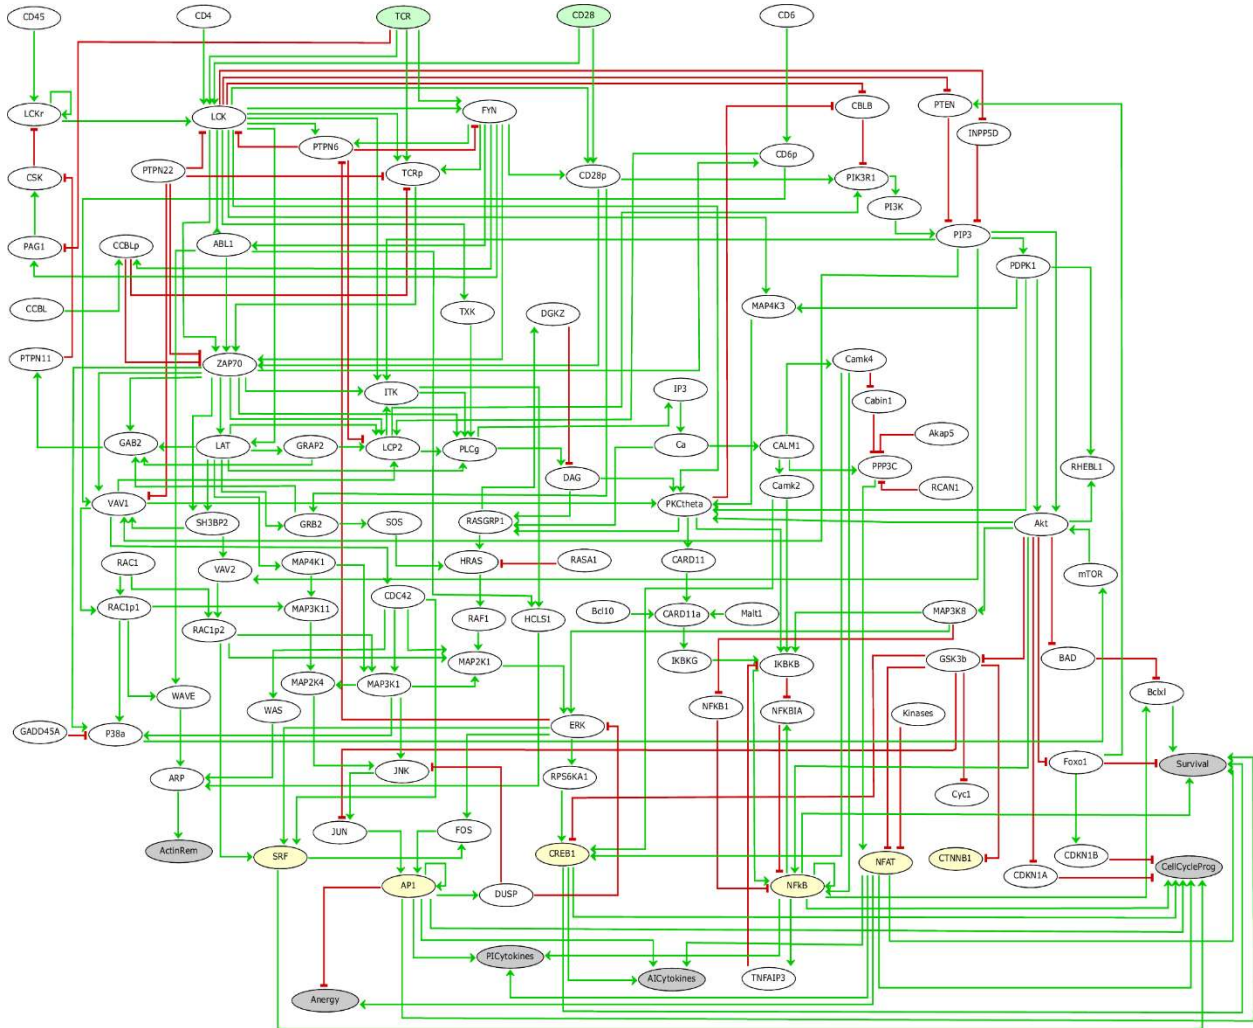 CD45
CD4
TCR
CD28
CD6
LCKr
LCK
FYN
CBLB
PTEN
INPP5D
PTPN6
CD6p
PTPN22
TCRp
CD28p
CSK
PIK3R1
PI3K
PAG1
CCBLp
ABL1
PIP3
PDPK1
CCBL
TXK
DGKZ
MAP4K3
PTPN11
ZAP70
Camk4
ITK
IP3
Cabin1
GAB2
LAT
GRAP2
LCP2
PLCg
Ca
CALM1
Akap5
PPP3C
RHEBL1
DAG
Camk2
RCAN1
VAV1
SH3BP2
GRB2
SOS
RASGRP1
PKCtheta
Akt
RAC1
VAV2
MAP4K1
HRAS
RASA1
CARD11
mTOR
RAC1p1
MAP3K11
CDC42
RAF1
HCLS1
Bcl10
CARD11a
Malt1
MAP3K8
RAC1p2
MAP2K1
IKBKG
IKBKB
GSK3b
BAD
WAVE
WAS
MAP2K4
MAP3K1
NFKB1
NFKBIA
Kinases
Bclxl
GADD45A
P38a
ERK
ARP
JNK
RPS6KA1
Cyc1
Foxo1
Survival
ActinRem
SRF
JUN
FOS
CREB1
NFAT
CTNNB1
CDKN1B
CDKN1A
CellCycleProg
AP1
DUSP
NFkB
PICytokines
AICytokines
TNFAIP3
Anergy